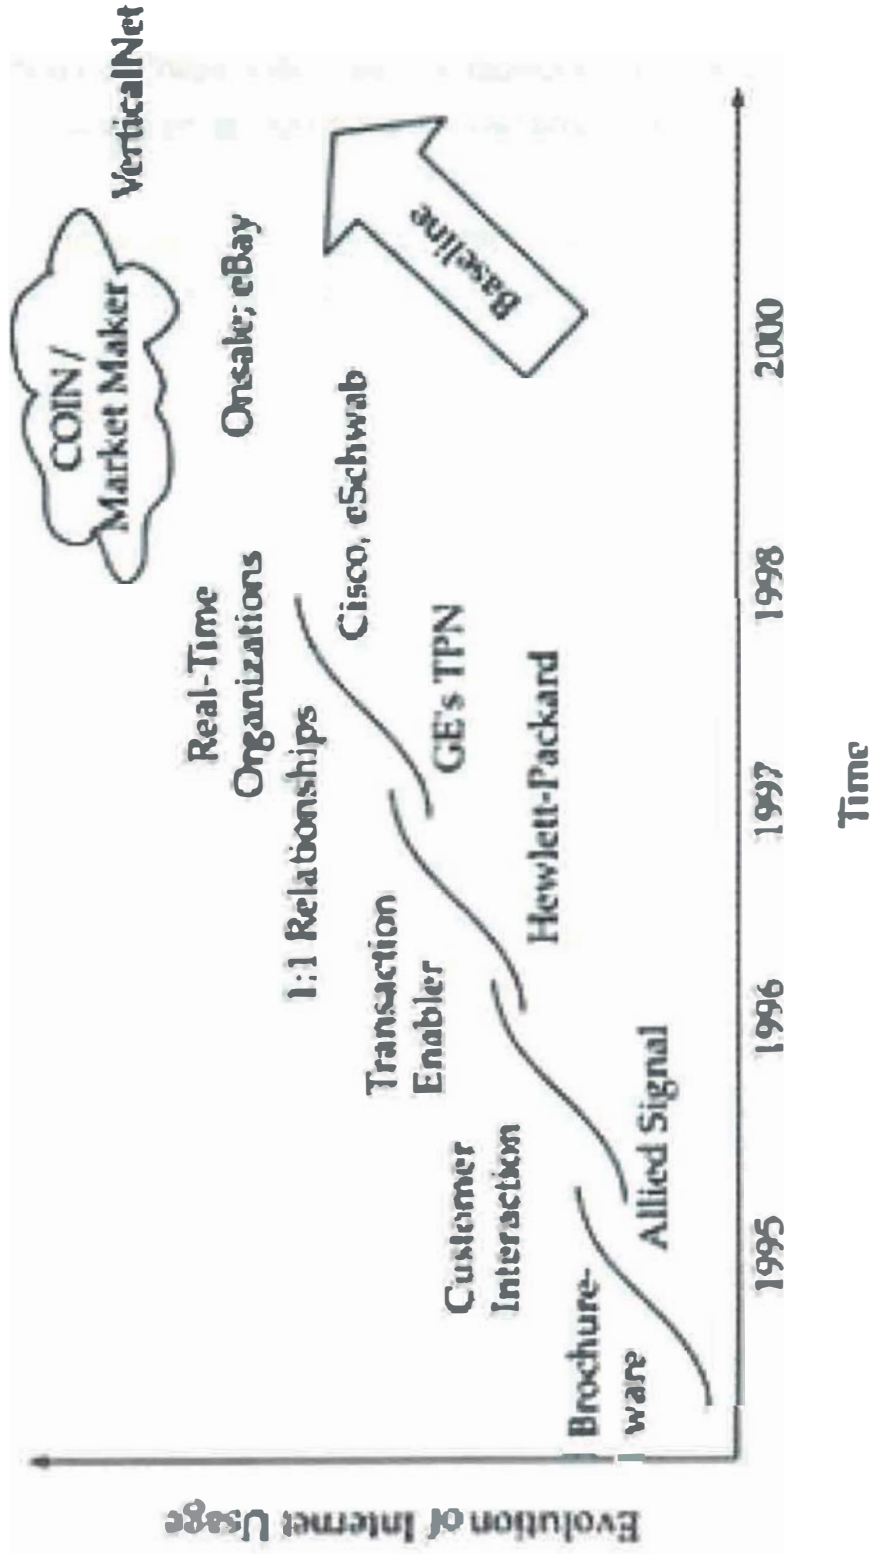 COIN /
Market Maker
VerticalNet
Real-Time
Organizations
Onsale, eBay
1:1 Relationships
Cisco, eSchwab
Transaction
Enabler
GE's TPN
Baseline
Customer
Interaction
Hewlett-Packard
Brochure-
ware
Allied Signal
1995
1996
1997
1998
2000
Time
Evolution of Internet Usage